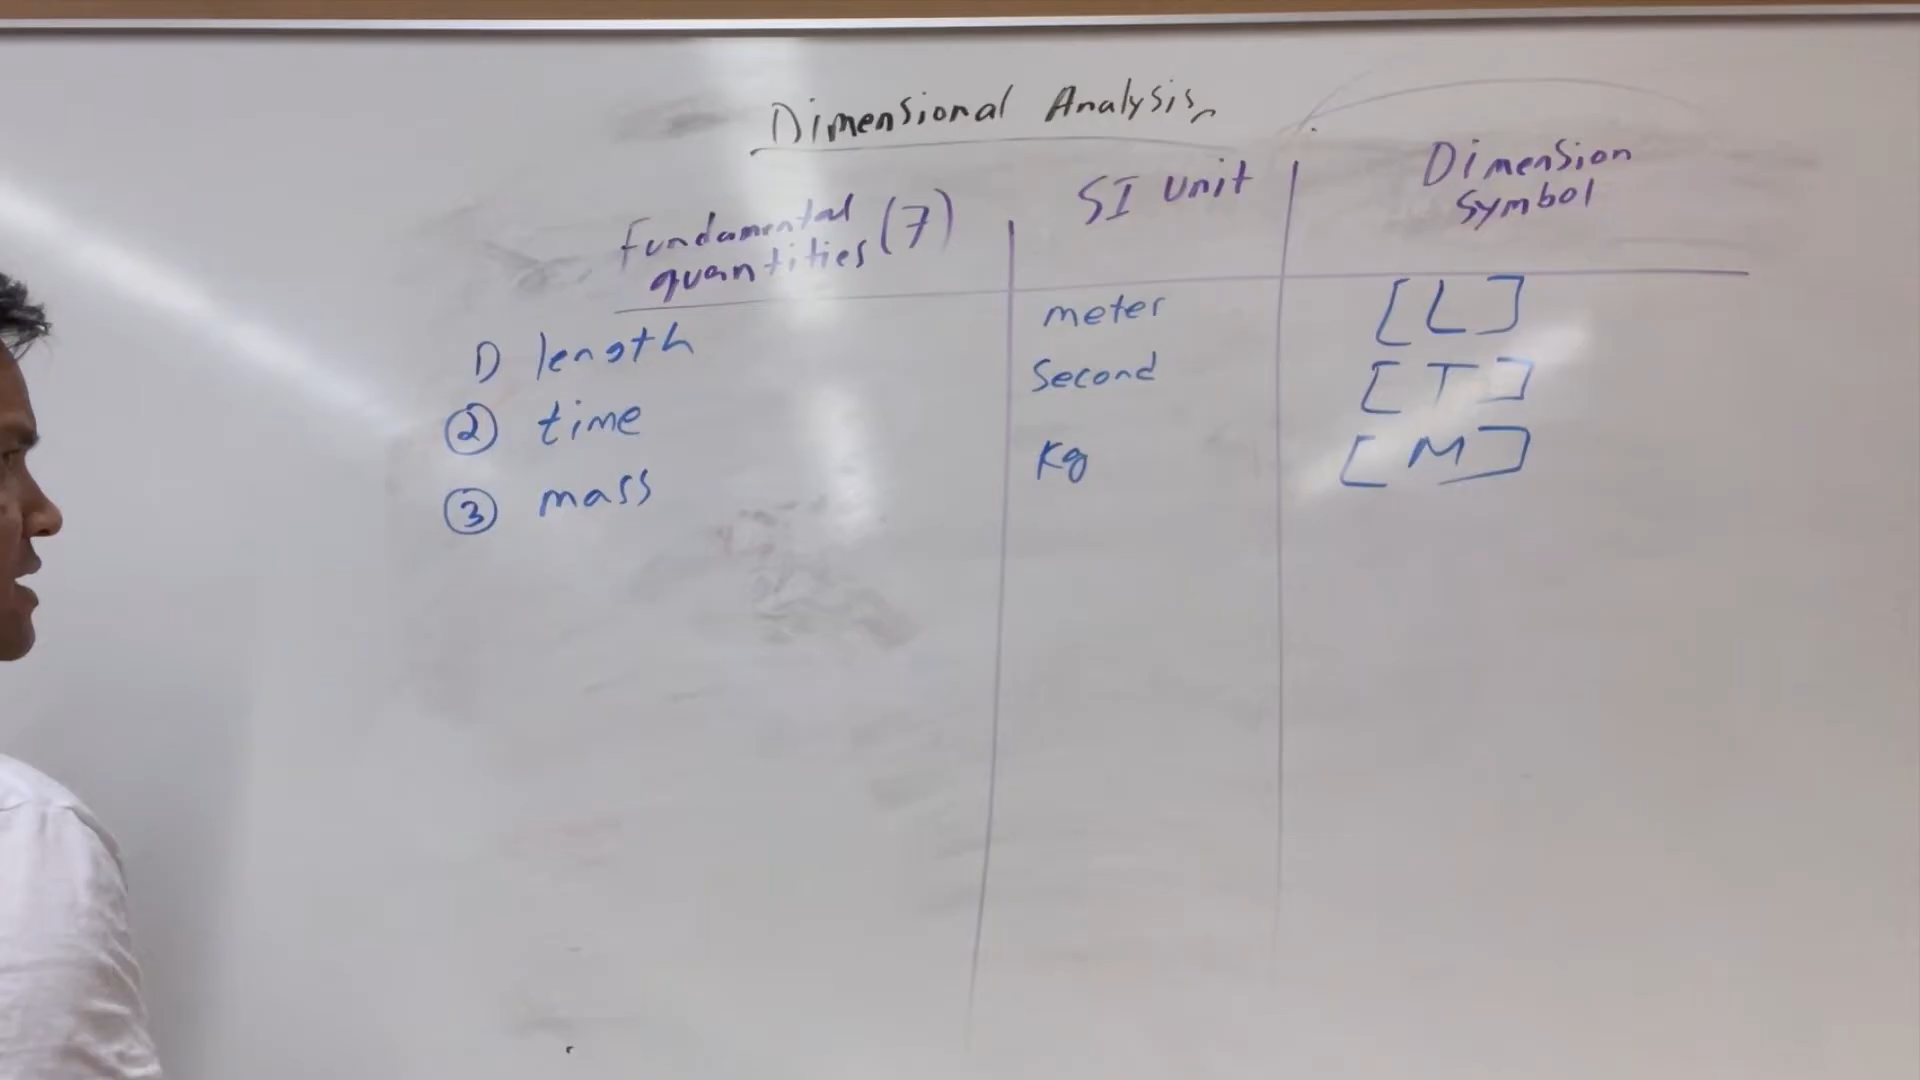 Dimensional Analysis
Fundamental quantities (7)
SI Unit
Dimension
Symbol
1) length
meter
[L]
② time
Second
[T]
③ mass
Kg
[M]